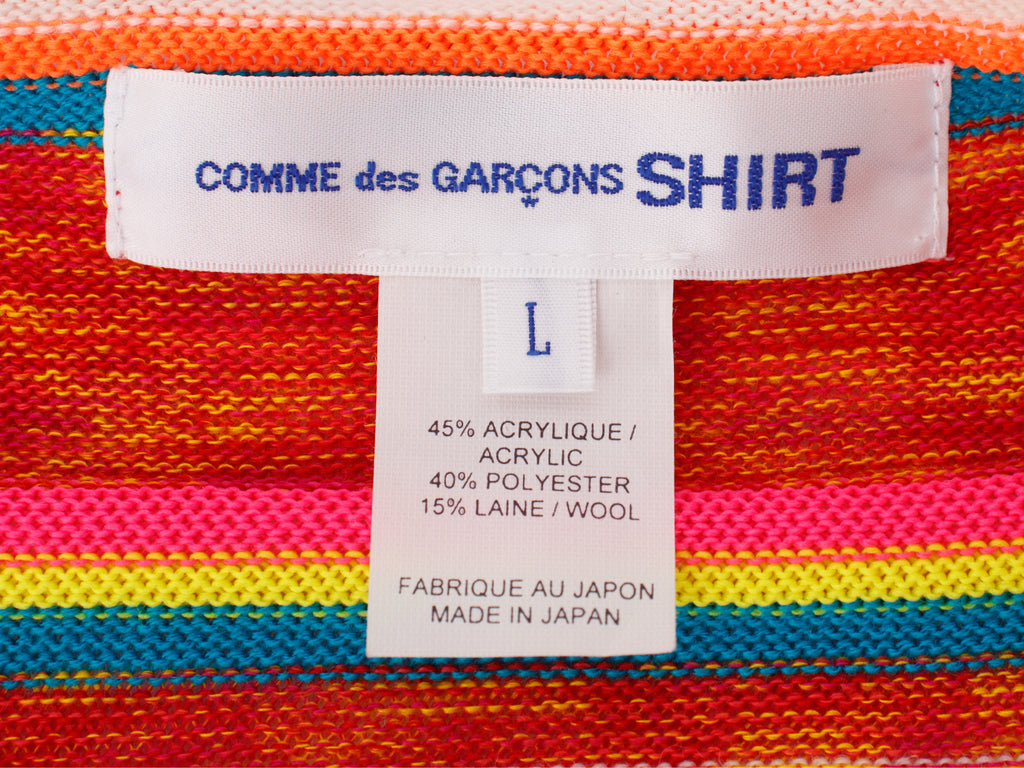 COMME des GARÇONS SHIRT
L
45% ACRYLIQUE /
ACRYLIC
40% POLYESTER
15% LAINE / WOOL
FABRIQUE AU JAPON
MADE IN JAPAN